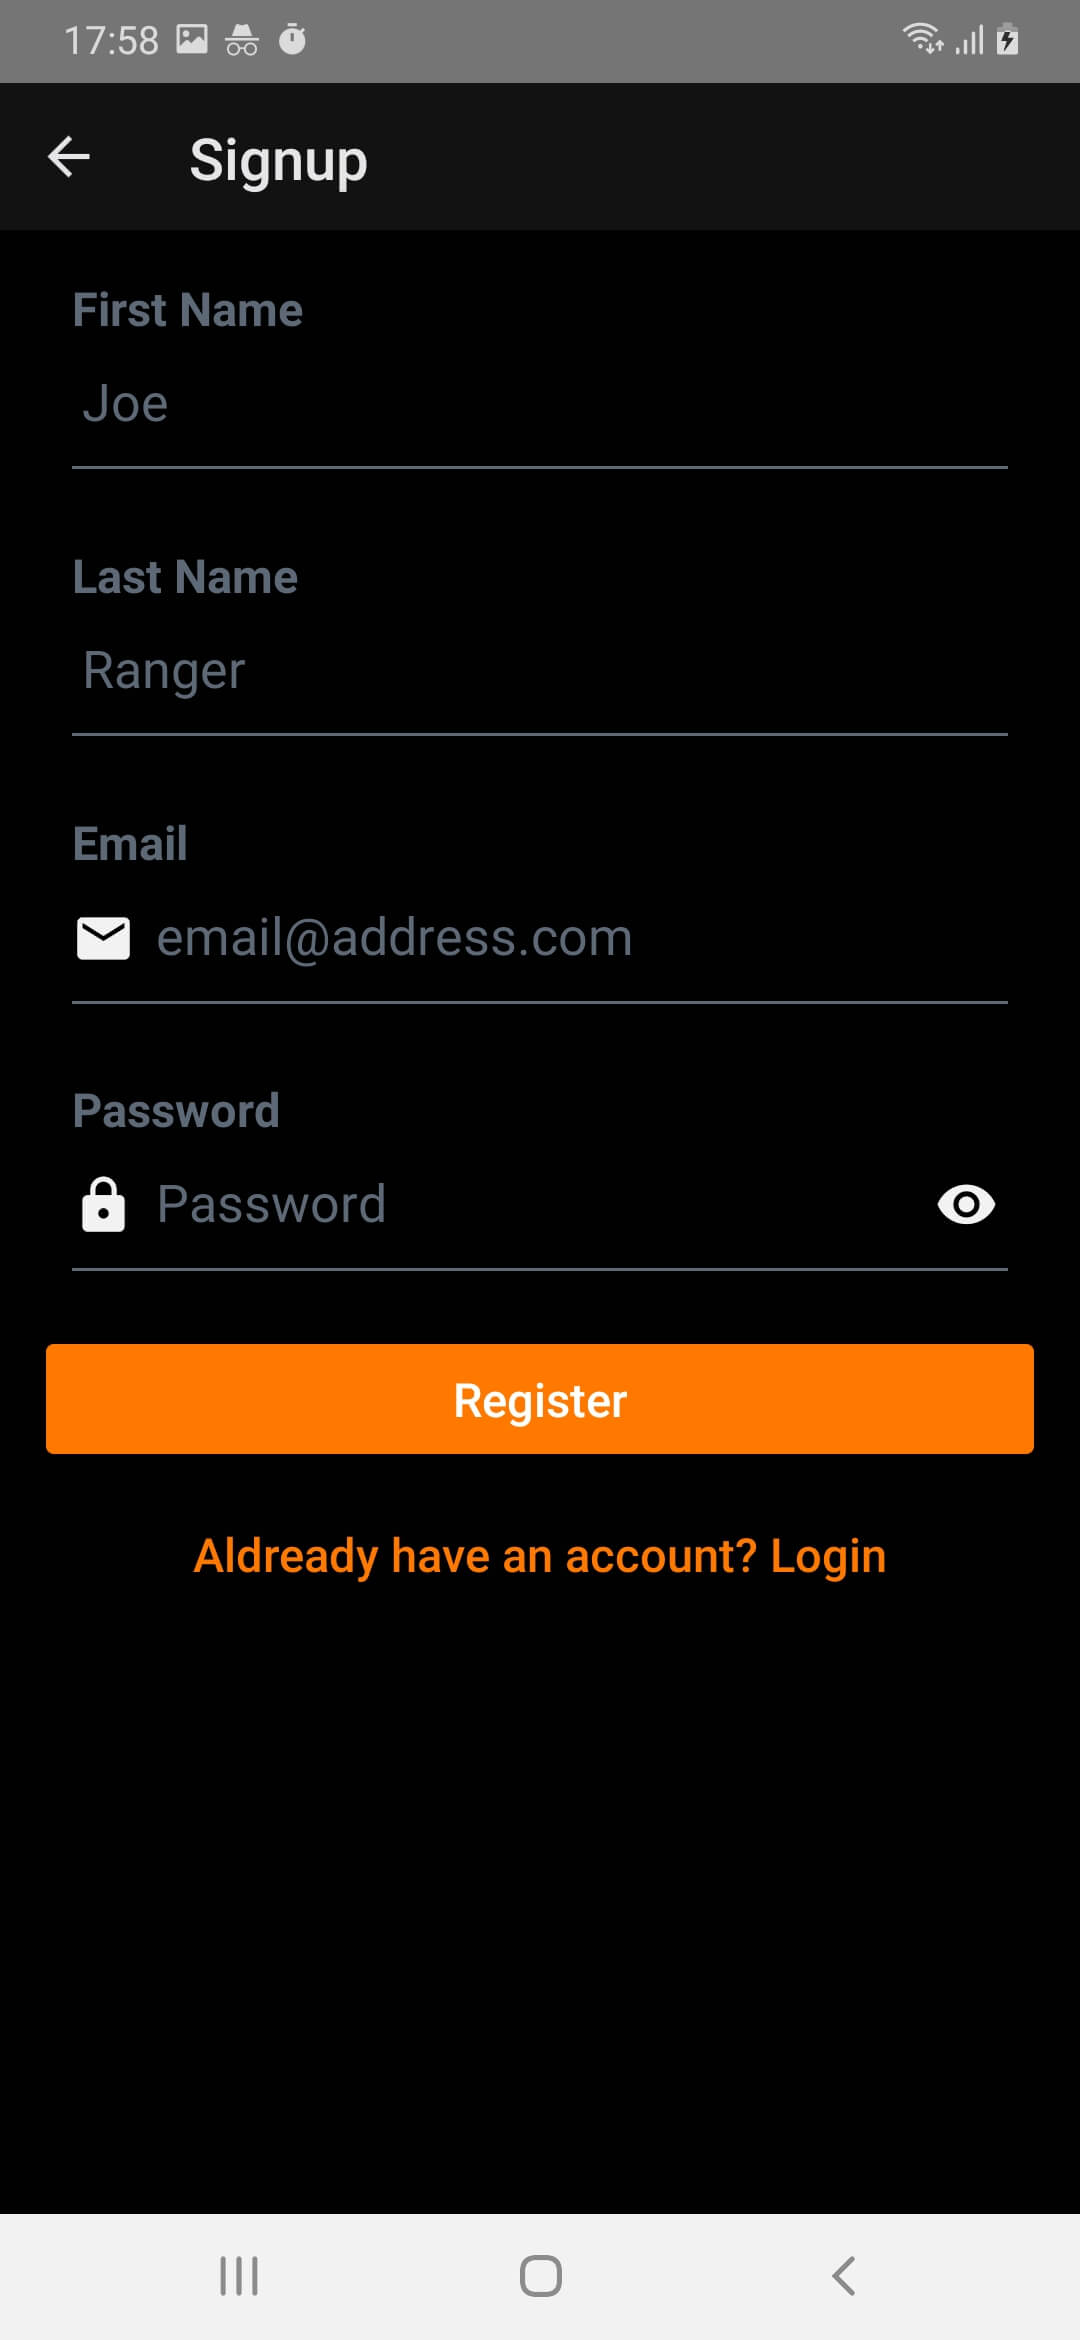 17:58
Signup
First Name
Joe
Last Name
Ranger
Email
email@address.com
Password
Password
Register
Aldready have an account? Login